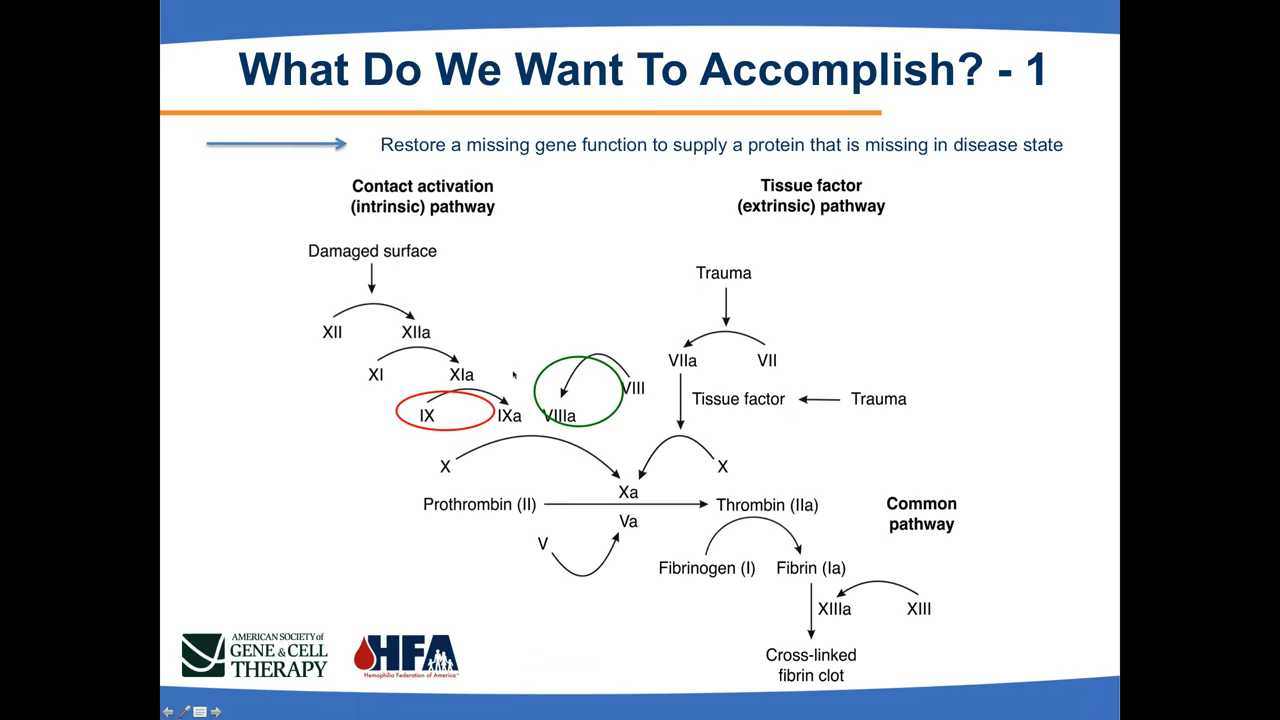 What Do We Want To Accomplish? - 1
Restore a missing gene function to supply a protein that is missing in disease state
Contact activation
(intrinsic) pathway
Tissue factor
(extrinsic) pathway
Damaged surface
Trauma
XII
XIIa
VIIa
VII
XI
XIa
VIII
Tissue factor
Trauma
IX
IXa
VIIIa
X
X
Xa
Prothrombin (II)
Thrombin (IIa)
Common
pathway
Va
V
Fibrinogen (I)
Fibrin (Ia)
XIIIa
XIII
Cross-linked
fibrin clot
AMERICAN SOCIETY of
GENE & CELL
THERAPY
HFA
Hemophilia Federation of America